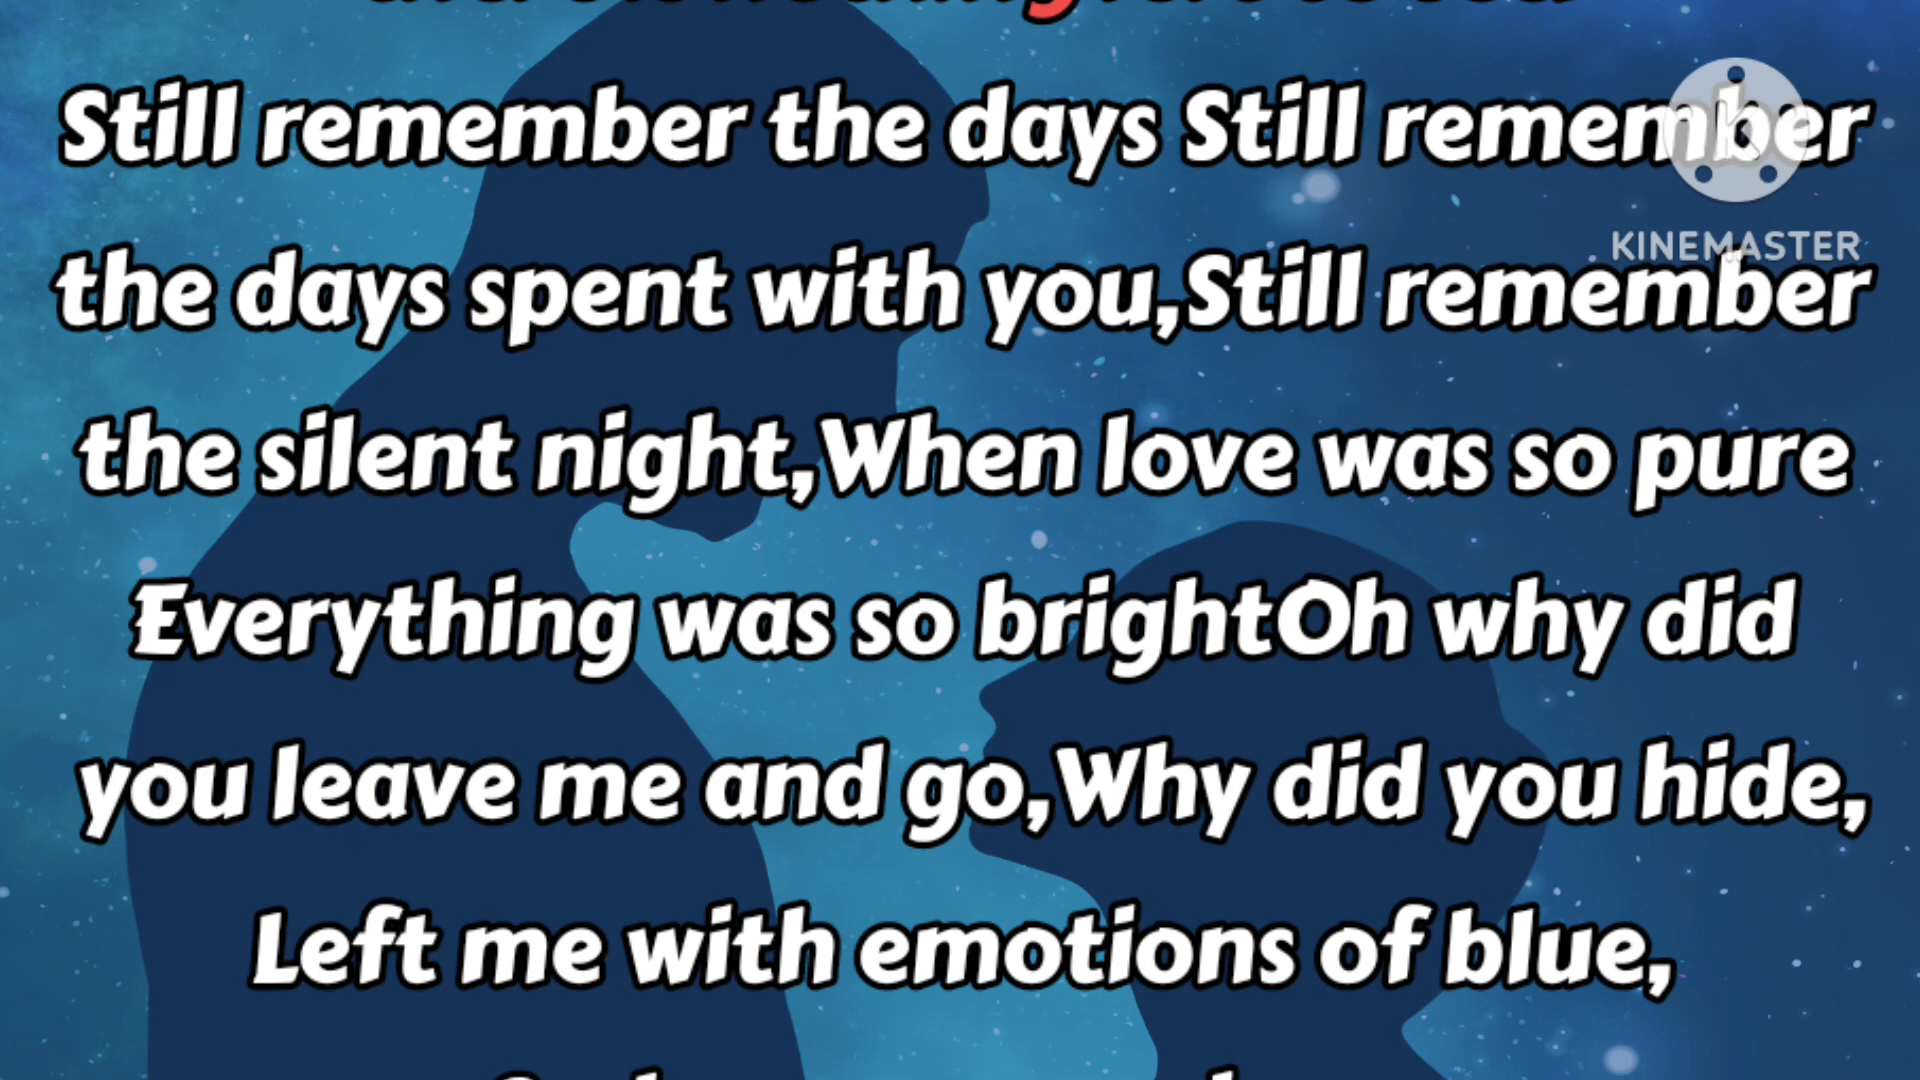 Still remember the days Still remember
KINEMASTER
the days spent with you,Still remember
the silent night,When love was so pure
Everything was so brightOh why did
you leave me and go,Why did you hide,
Left me with emotions of blue,